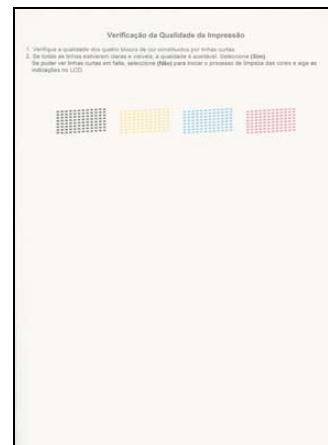 Verificação da Qualidade de Impressão
1. Verifique a qualidade dos quatro blocos de cor constituídos por linhas curtas.
2. Se todas as linhas estiverem claras e visíveis, a qualidade é aceitável. Seleccione (Sim).
Se puder ver linhas curtas em falta, seleccione (Não) para iniciar o processo de limpeza das cores e siga as
indicações no LCD.